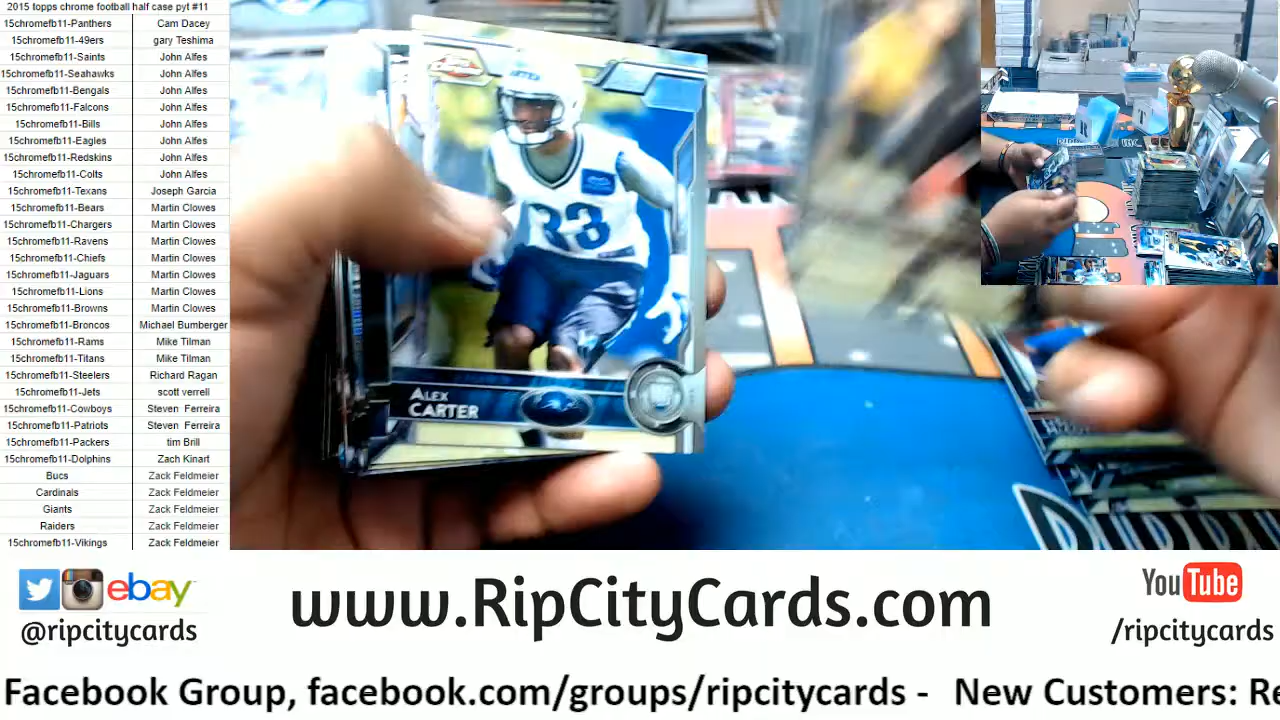 2015 topps chrome football half case pyt #11
15chromefb11-Panthers Cam Dacey
15chromefb11-49ers gary Teshima
15chromefb11-Saints John Alfes
15chromefb11-Seahawks John Alfes
15chromefb11-Bengals John Alfes
15chromefb11-Falcons John Alfes
15chromefb11-Bills John Alfes
15chromefb11-Eagles John Alfes
15chromefb11-Redskins John Alfes
15chromefb11-Colts John Alfes
15chromefb11-Texans Joseph Garcia
15chromefb11-Bears Martin Clowes
15chromefb11-Chargers Martin Clowes
15chromefb11-Ravens Martin Clowes
15chromefb11-Chiefs Martin Clowes
15chromefb11-Jaguars Martin Clowes
15chromefb11-Lions Martin Clowes
15chromefb11-Browns Martin Clowes
15chromefb11-Broncos Michael Bumberger
15chromefb11-Rams Mike Tilman
15chromefb11-Titans Mike Tilman
15chromefb11-Steelers Richard Ragan
15chromefb11-Jets scott verrell
15chromefb11-Cowboys Steven Ferreira
15chromefb11-Patriots Steven Ferreira
15chromefb11-Packers tim Brill
15chromefb11-Dolphins Zach Kinart
Bucs Zack Feldmeier
Cardinals Zack Feldmeier
Giants Zack Feldmeier
Raiders Zack Feldmeier
15chromefb11-Vikings Zack Feldmeier
33
ALEX
CARTER
ebay
@ripcitycards
www.RipCityCards.com
YouTube
/ripcitycards
Facebook Group, facebook.com/groups/ripcitycards - New Customers: Re